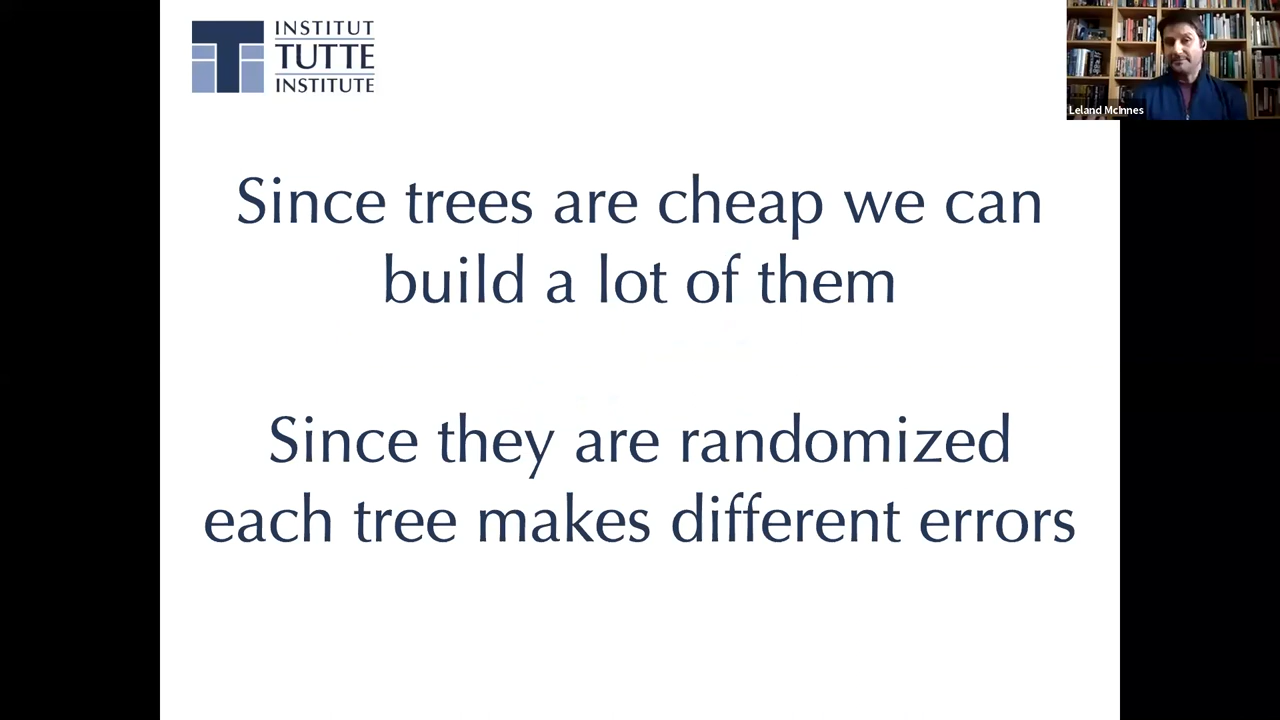 INSTITUT
TUTTE
INSTITUTE
Leland McInnes
Since trees are cheap we can
build a lot of them
Since they are randomized
each tree makes different errors